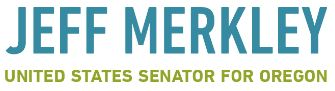 JEFF MERKLEY
UNITED STATES SENATOR FOR OREGON